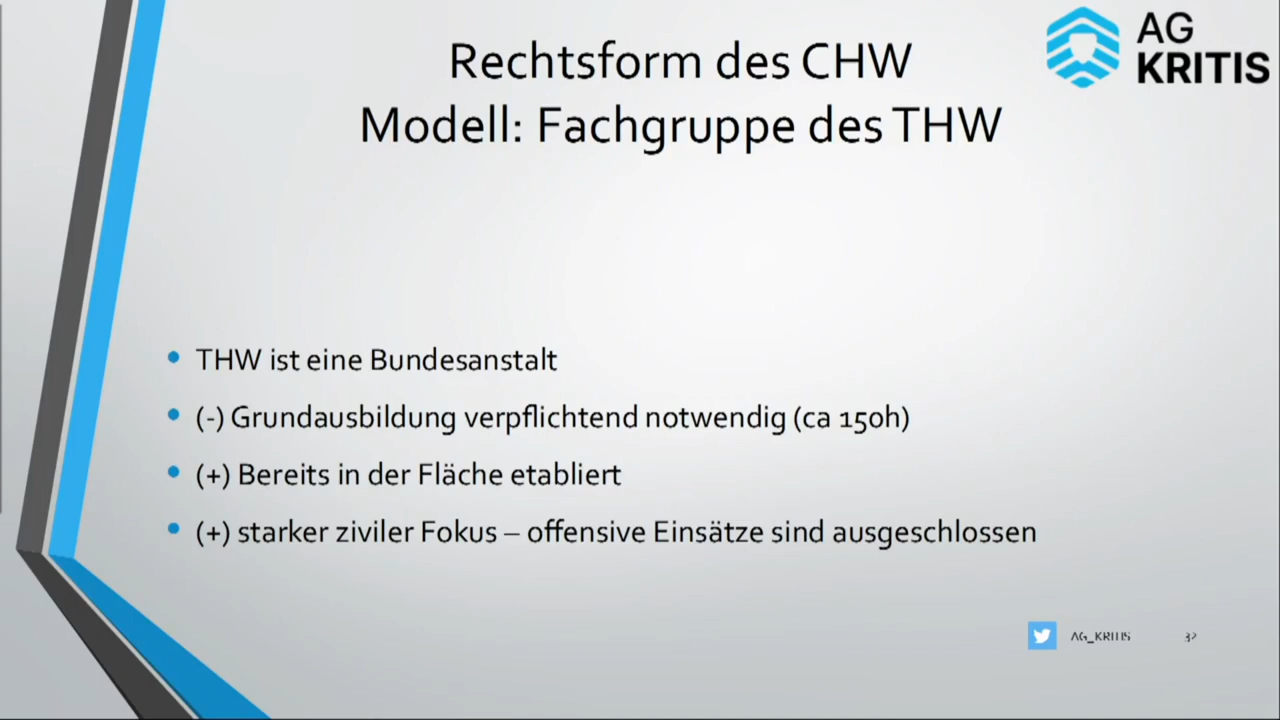 AG
KRITIS
Rechtsform des CHW
Modell: Fachgruppe des THW
• THW ist eine Bundesanstalt
• (-) Grundausbildung verpflichtend notwendig (ca 150h)
• (+) Bereits in der Fläche etabliert
• (+) starker ziviler Fokus – offensive Einsätze sind ausgeschlossen
AG_KRITIS
32